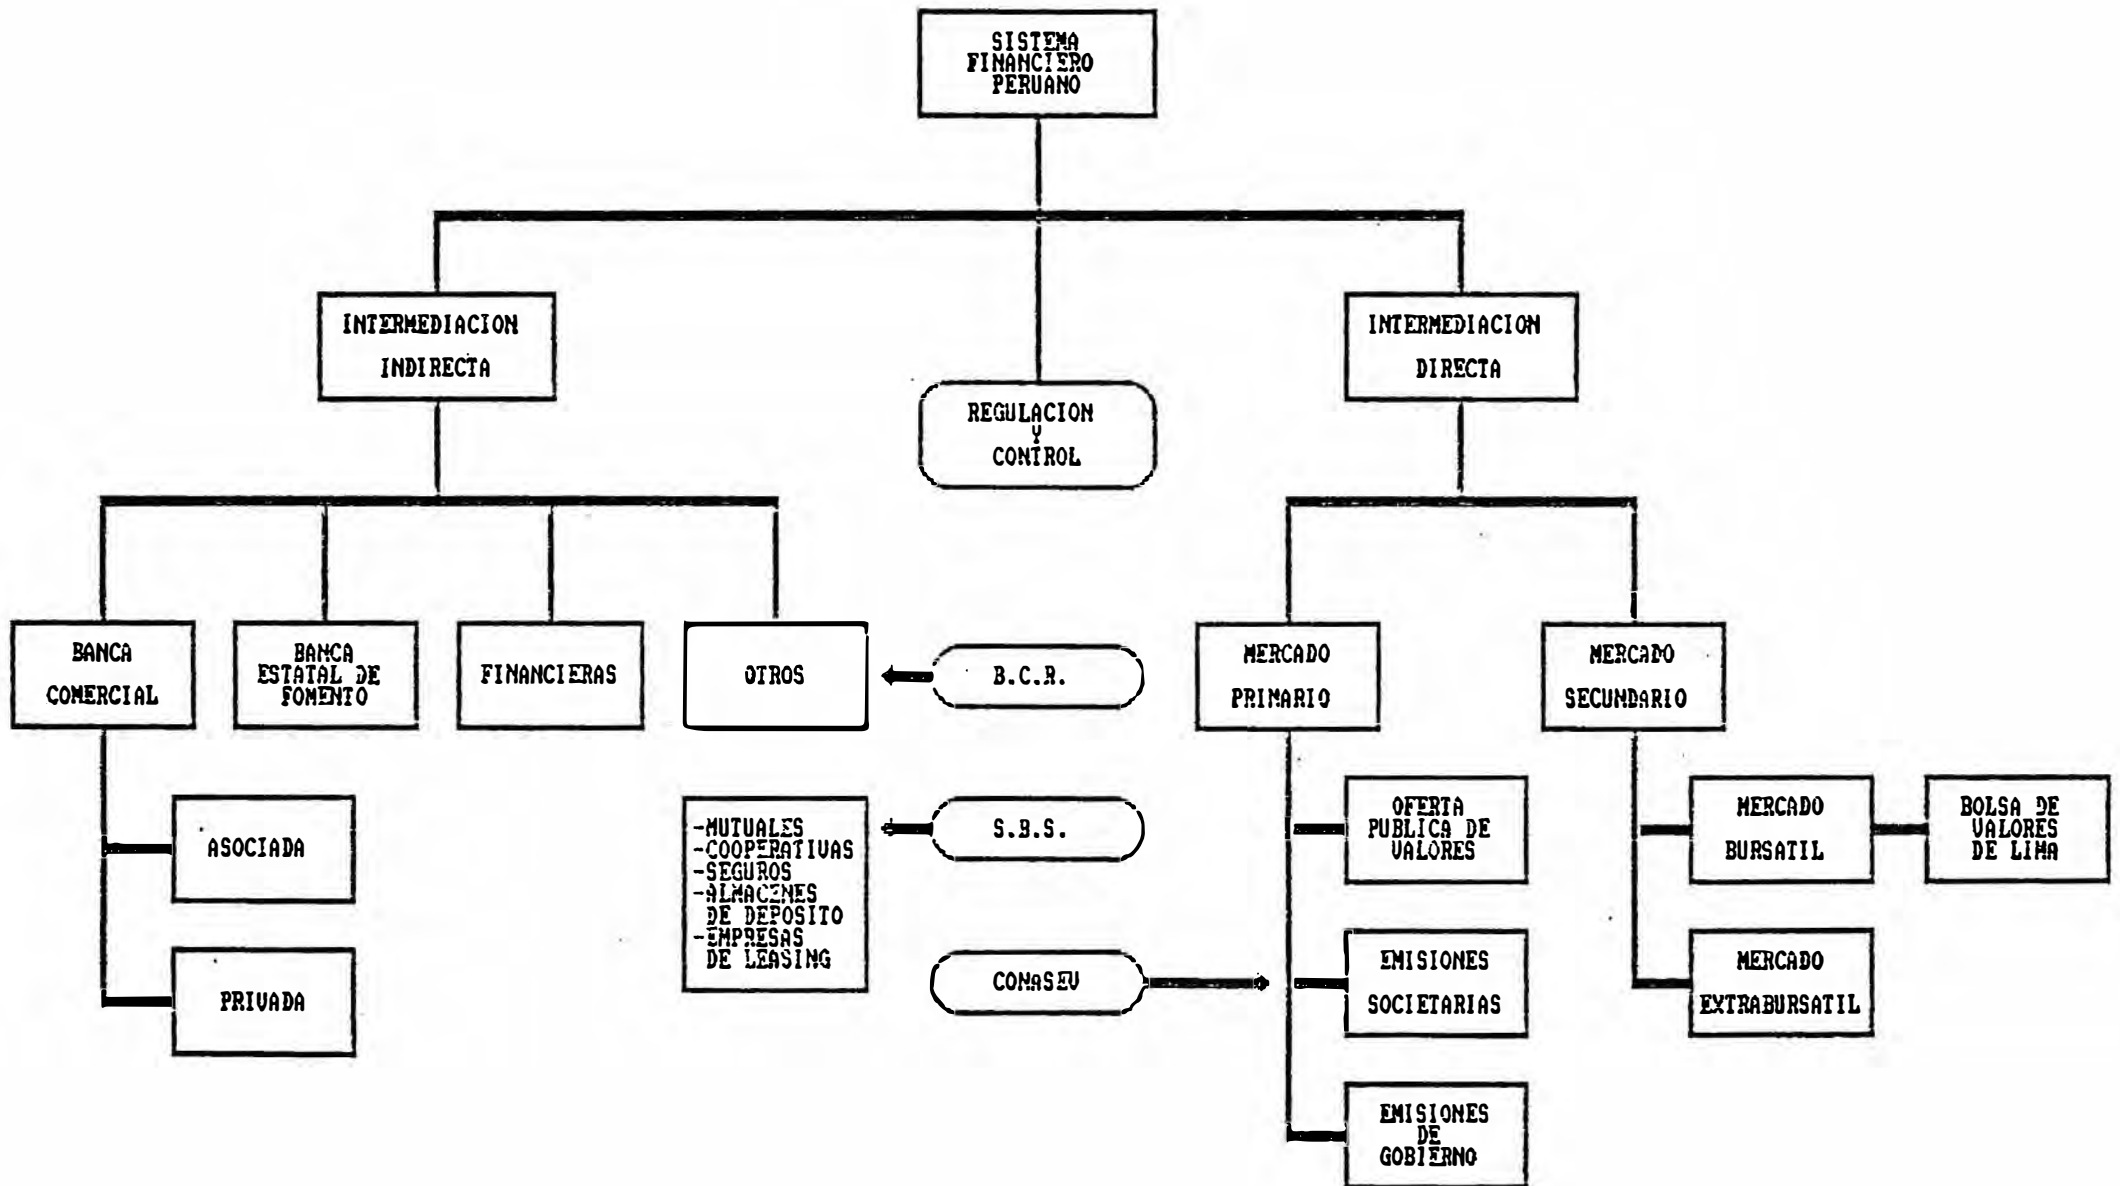 SISTEMA
FINANCIERO
PERUANO
INTERMEDIACION
INDIRECTA
REGULACION
Y
CONTROL
INTERMEDIACION
DIRECTA
BANCA
COMERCIAL
BANCA
ESTATAL DE
FOMENTO
FINANCIERAS
OTROS
B.C.R.
MERCADO
PRIMARIO
MERCADO
SECUNDARIO
ASOCIADA
PRIVADA
-MUTUALES
-COOPERATIVAS
-SEGUROS
-ALMACENES
DE DEPOSITO
-EMPRESAS
DE LEASING
S.B.S.
CONASEV
OFERTA
PUBLICA DE
VALORES
EMISIONES
SOCIETARIAS
EMISIONES
DE
GOBIERNO
MERCADO
BURSATIL
BOLSA DE
VALORES
DE LIMA
MERCADO
EXTRABURSATIL